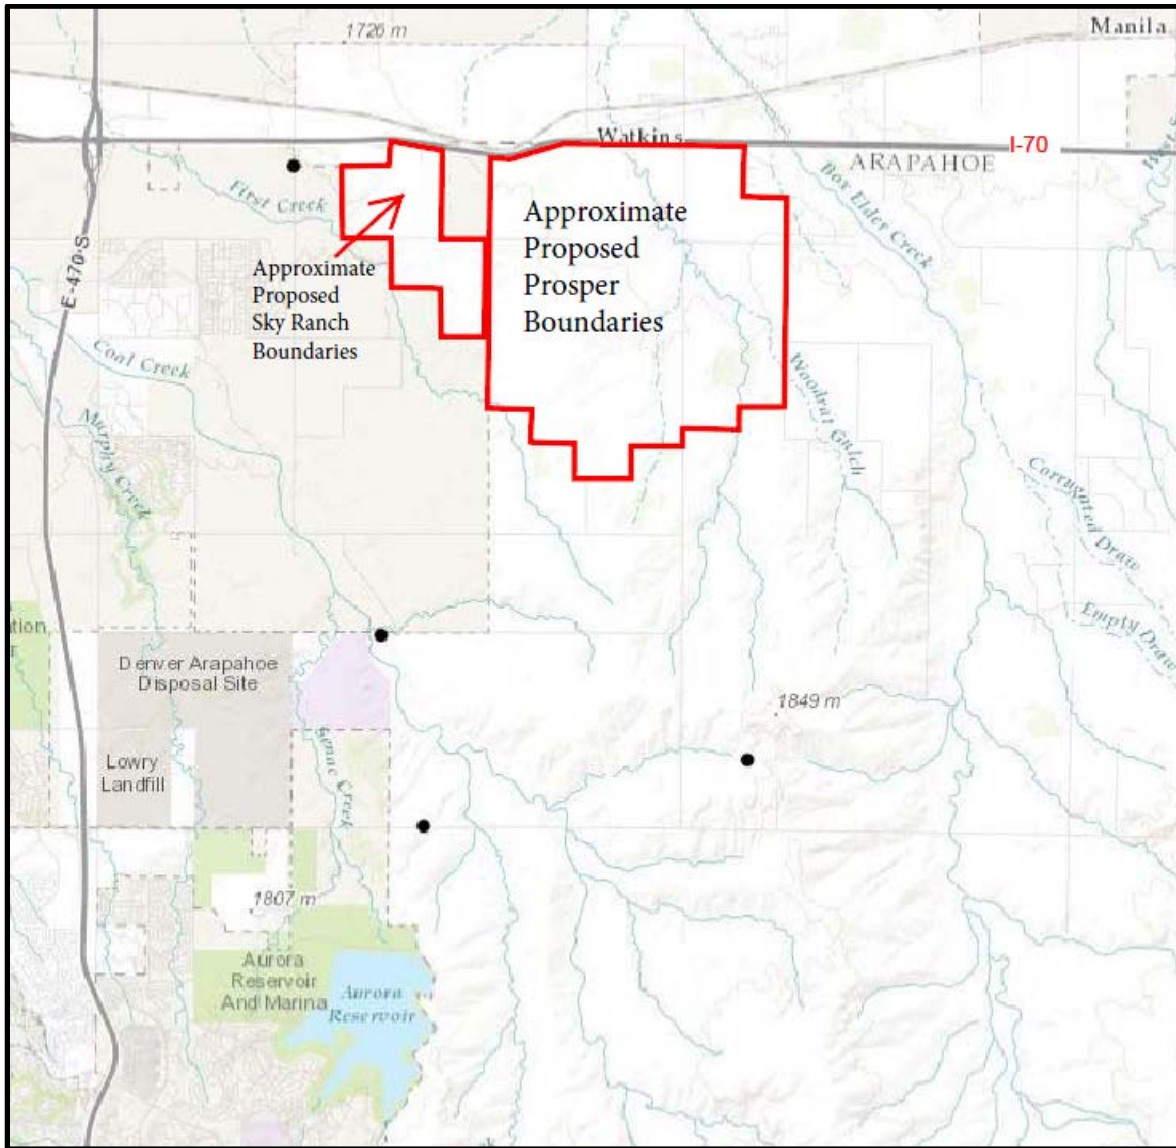 1726 m
Manila
Watkins
I-70
ARAPAHOE
First Creek
Box Elder Creek
Approximate
Proposed
Prosper
Boundaries
E-470-S
Approximate
Proposed
Sky Ranch
Boundaries
Coal Creek
Murphy Creek
Woodrat Gulch
Corrugated Draw
Empty Draw
Denver Arapahoe
Disposal Site
1849 m
Lowry
Landfill
Senac Creek
1807 m
Aurora
Reservoir
And Marina
Aurora
Reservoir